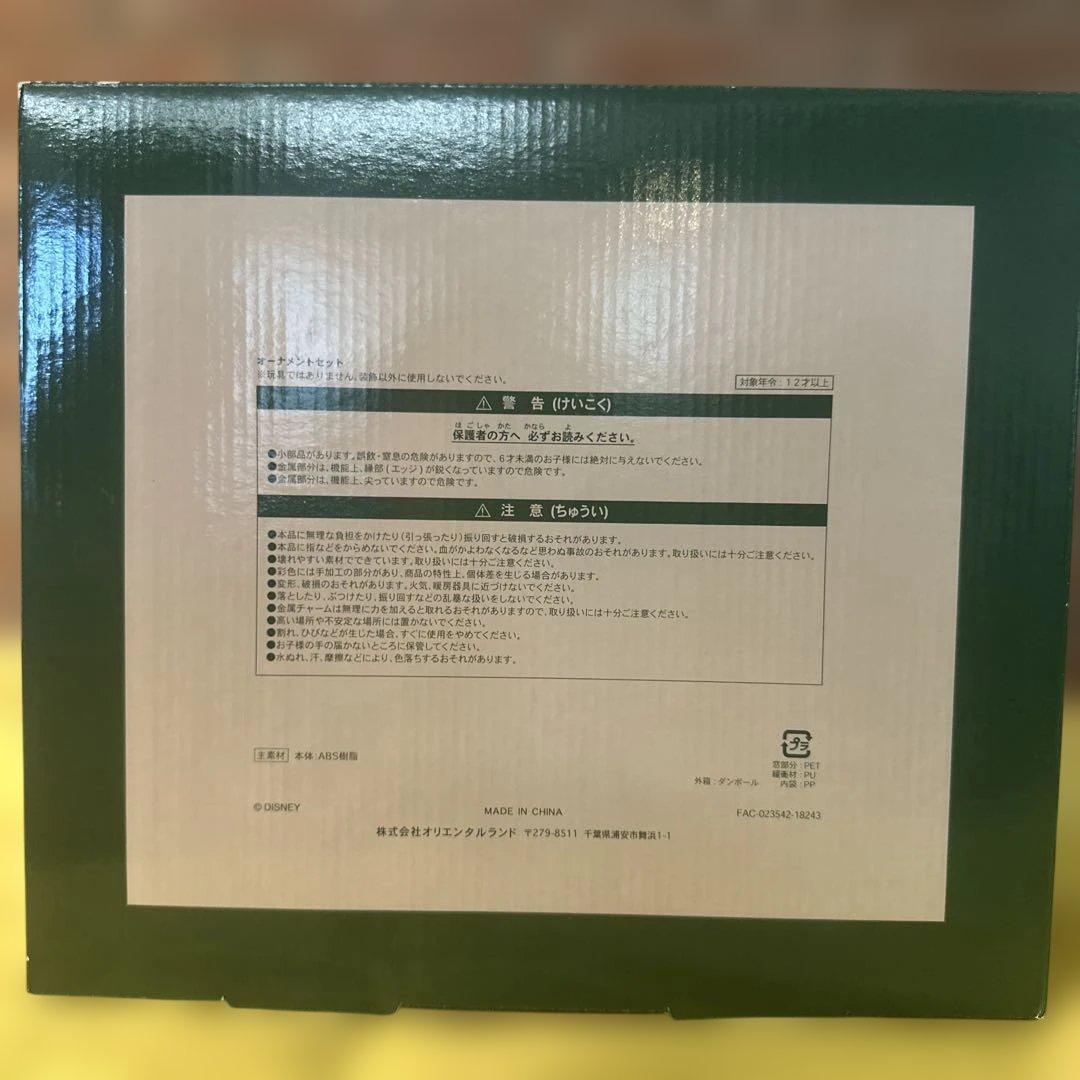 オーナメントセット
※玩具ではありません。装飾以外に使用しないでください。
対象年令：12才以上
⚠ 警 告 (けいこく)
ほごしゃ かた かなら よ
保護者の方へ 必ずお読みください。
●小部品があります。誤飲・窒息の危険がありますので、6才未満のお子様には絶対に与えないでください。
●金属部分は、機能上、縁部(エッジ)が鋭くなっていますので危険です。
●金属部分は、機能上、尖っていますので危険です。
⚠ 注 意 (ちゅうい)
●本品に無理な負担をかけたり(引っ張ったり)振り回すと破損するおそれがあります。
●本品に指などをからめないでください。血がかよわなくなるなど思わぬ事故のおそれがあります。取り扱いには十分ご注意ください。
●壊れやすい素材でできています。取り扱いには十分ご注意ください。
●彩色には手加工の部分があり、商品の特性上、個体差を生じる場合があります。
●変形、破損のおそれがあります。火気、暖房器具に近づけないでください。
●落としたり、ぶつけたり、振り回すなどの乱暴な扱いをしないでください。
●金属チャームは無理に力を加えると取れるおそれがありますので、取り扱いには十分ご注意ください。
●高い場所や不安定な場所には置かないでください。
●割れ、ひびなどが生じた場合、すぐに使用をやめてください。
●お子様の手の届かないところに保管してください。
●水ぬれ、汗、摩擦などにより、色落ちするおそれがあります。
主素材 本体：ABS樹脂
プラ
窓部分：PET
緩衝材：PU
外箱：ダンボール 内袋：PP
© DISNEY
MADE IN CHINA
FAC-023542-18243
株式会社オリエンタルランド 〒279-8511 千葉県浦安市舞浜1-1